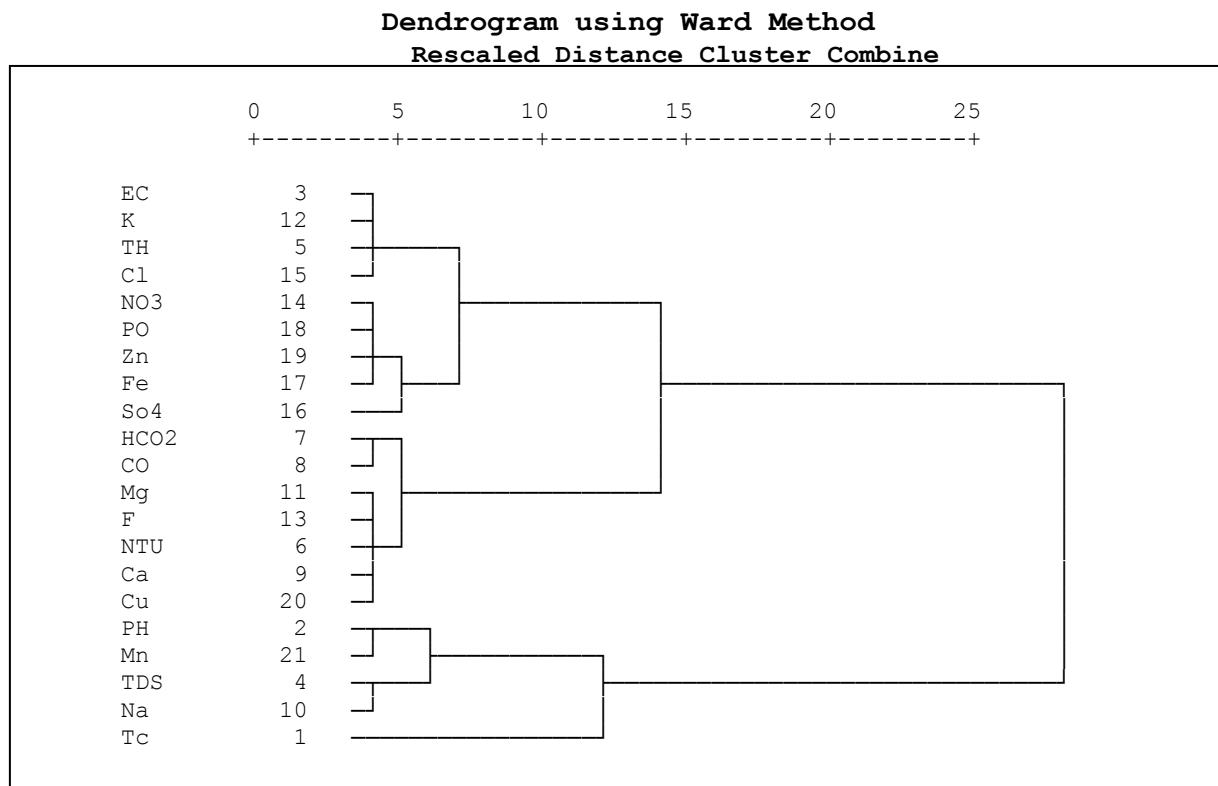 Dendrogram using Ward Method
Rescaled Distance Cluster Combine
0 5 10 15 20 25
+---------+---------+---------+---------+---------+
EC 3
K 12
TH 5
Cl 15
NO3 14
PO 18
Zn 19
Fe 17
So4 16
HCO2 7
CO 8
Mg 11
F 13
NTU 6
Ca 9
Cu 20
PH 2
Mn 21
TDS 4
Na 10
Tc 1